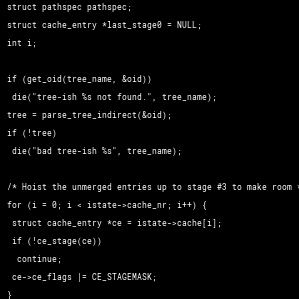 struct pathspec pathspec;
struct cache_entry *last_stage0 = NULL;
int i;
if (get_oid(tree_name, &oid))
die("tree-ish %s not found.", tree_name);
tree = parse_tree_indirect(&oid);
if (!tree)
die("bad tree-ish %s", tree_name);
/* Hoist the unmerged entries up to stage #3 to make room *
for (i = 0; i < istate->cache_nr; i++) {
struct cache_entry *ce = istate->cache[i];
if (!ce_stage(ce))
continue;
ce->ce_flags |= CE_STAGEMASK;
}